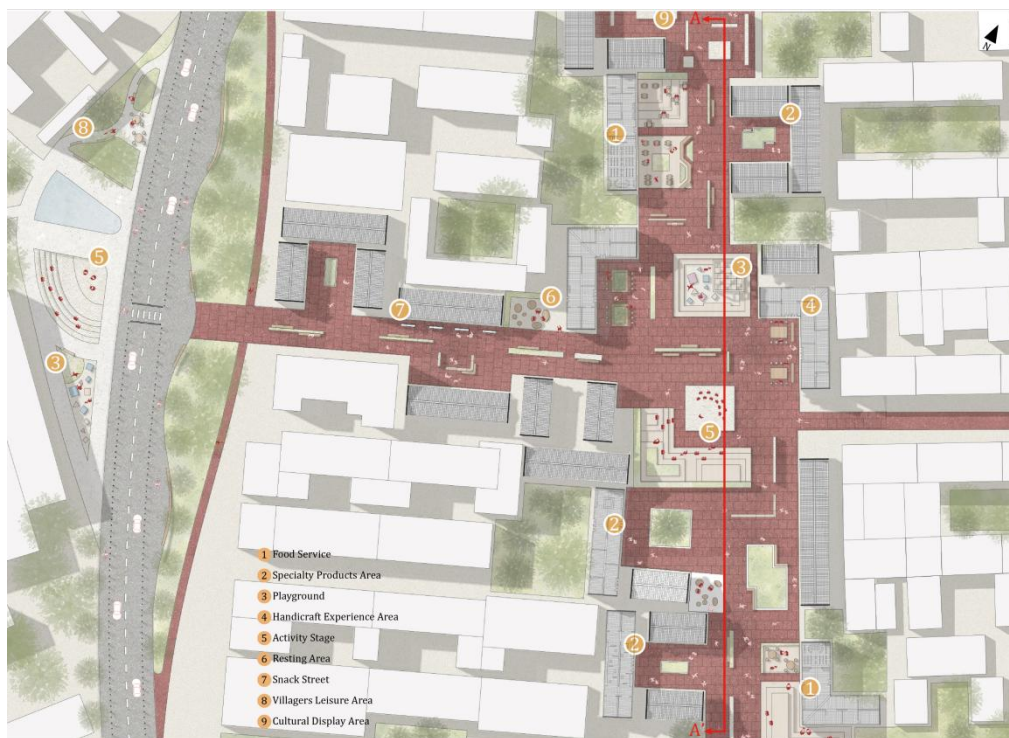 9
A
N
2
8
1
5
3
4
6
7
3
5
2
2
1
A'
1 Food Service
2 Specialty Products Area
3 Playground
4 Handicraft Experience Area
5 Activity Stage
6 Resting Area
7 Snack Street
8 Villagers Leisure Area
9 Cultural Display Area